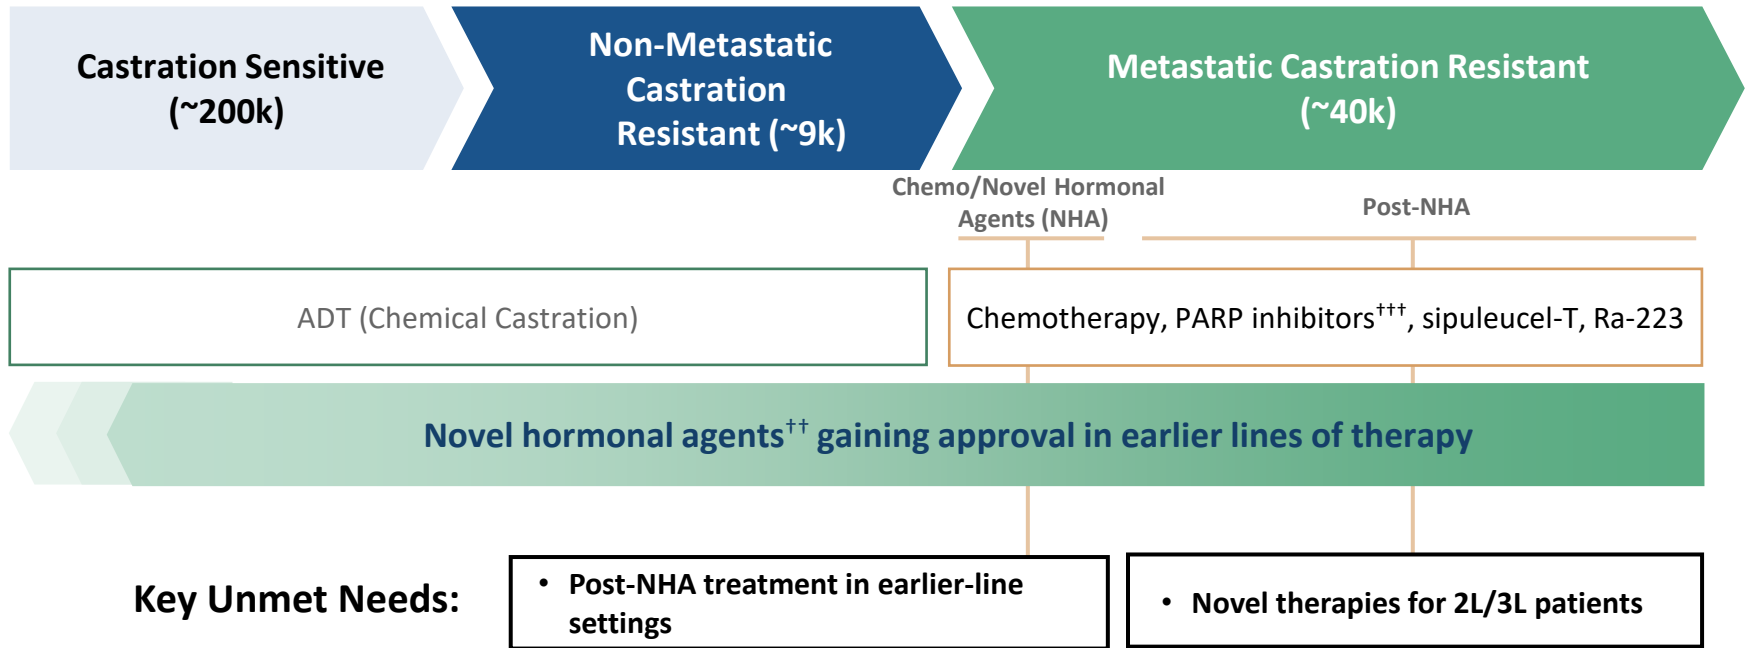 Castration Sensitive
(~200k)
Non-Metastatic
Castration
Resistant (~9k)
Metastatic Castration Resistant
(~40k)
Chemo/Novel Hormonal
Agents (NHA)
Post-NHA
ADT (Chemical Castration)
Chemotherapy, PARP inhibitors†††, sipuleucel-T, Ra-223
Novel hormonal agents†† gaining approval in earlier lines of therapy
Key Unmet Needs:
• Post-NHA treatment in earlier-line
settings
• Novel therapies for 2L/3L patients